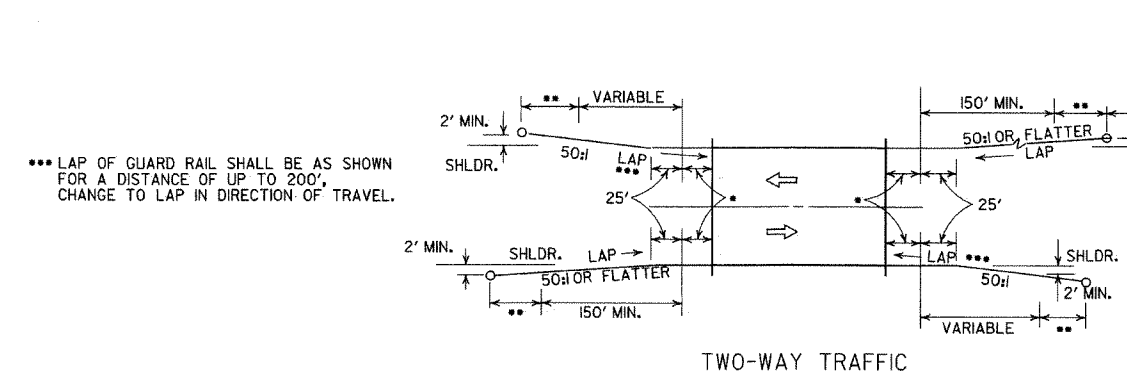 ** VARIABLE
150' MIN. **
2' MIN.
50:1 OR FLATTER
SHLDR.
50:1
LAP
***
LAP
*** LAP OF GUARD RAIL SHALL BE AS SHOWN
FOR A DISTANCE OF UP TO 200',
CHANGE TO LAP IN DIRECTION OF TRAVEL.
25'
*
*
25'
2' MIN.
SHLDR.
LAP
LAP ***
SHLDR.
50:1 OR FLATTER
50:1
2' MIN.
** 150' MIN.
VARIABLE **
TWO-WAY TRAFFIC